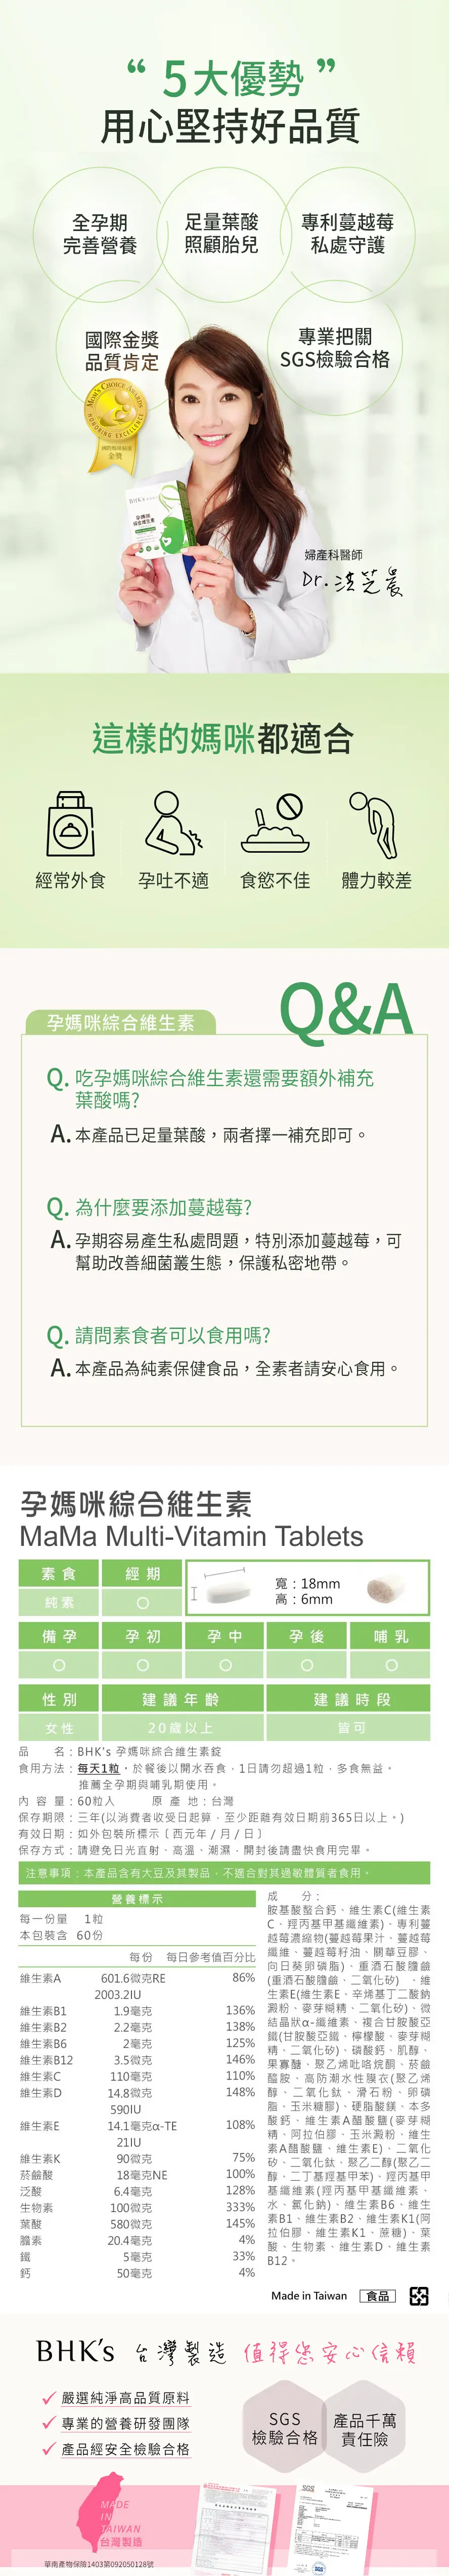 “ 5大優勢 ”
用心堅持好品質
全孕期
完善營養
足量葉酸
照顧胎兒
專利蔓越莓
私處守護
國際金獎
品質肯定
專業把關
SGS檢驗合格
MOM'S CHOICE AWARDS
HONORING EXCELLENCE
金獎
BHK's
孕媽咪
綜合維生素
婦產科醫師
Dr. 洪芝晨
這樣的媽咪都適合
經常外食
孕吐不適
食慾不佳
體力較差
Q&A
孕媽咪綜合維生素
Q. 吃孕媽咪綜合維生素還需要額外補充
葉酸嗎?
A. 本產品已足量葉酸，兩者擇一補充即可。
Q. 為什麼要添加蔓越莓?
A. 孕期容易產生私處問題，特別添加蔓越莓，可
幫助改善細菌叢生態，保護私密地帶。
Q. 請問素食者可以食用嗎?
A. 本產品為純素保健食品，全素者請安心食用。
孕媽咪綜合維生素
MaMa Multi-Vitamin Tablets
素食 經期
純素 O
寬：18mm
高：6mm
備孕 孕初 孕中 孕後 哺乳
O O O O O
性別 建議年齡 建議時段
女性 20歲以上 皆可
品 名：BHK's 孕媽咪綜合維生素錠
食用方法：每天1粒，於餐後以開水吞食，1日請勿超過1粒，多食無益。
推薦全孕期與哺乳期使用。
內 容 量：60粒入 原 產 地：台灣
保存期限：三年(以消費者收受日起算，至少距離有效日期前365日以上。)
有效日期：如外包裝所標示〔西元年/月/日〕
保存方式：請避免日光直射、高溫、潮濕，開封後請盡快食用完畢。
注意事項：本產品含有大豆及其製品，不適合對其過敏體質者食用。
營養標示
每一份量 1粒
本包裝含 60份
每份 每日參考值百分比
維生素A 601.6微克RE 86%
2003.2IU
維生素B1 1.9毫克 136%
維生素B2 2.2毫克 138%
維生素B6 2毫克 125%
維生素B12 3.5微克 146%
維生素C 110毫克 110%
維生素D 14.8微克 148%
590IU
維生素E 14.1毫克α-TE 108%
21IU
維生素K 90微克 75%
菸鹼酸 18毫克NE 100%
泛酸 6.4毫克 128%
生物素 100微克 333%
葉酸 580微克 145%
膽素 20.4毫克 4%
鐵 5毫克 33%
鈣 50毫克 4%
成 分：
胺基酸螯合鈣、維生素C(維生素
C、羥丙基甲基纖維素)、專利蔓
越莓濃縮物(蔓越莓果汁、蔓越莓
纖維、蔓越莓籽油、關華豆膠、
向日葵卵磷脂)、重酒石酸膽鹼
(重酒石酸膽鹼、二氧化矽)、維
生素E(維生素E、辛烯基丁二酸鈉
澱粉、麥芽糊精、二氧化矽)、微
結晶狀α-纖維素、複合甘胺酸亞
鐵(甘胺酸亞鐵、檸檬酸、麥芽糊
精、二氧化矽)、磷酸鈣、肌醇、
果寡醣、聚乙烯吡咯烷酮、菸鹼
醯胺、高防潮水性膜衣(聚乙烯
醇、二氧化鈦、滑石粉、卵磷
脂、玉米糖膠)、硬脂酸鎂、本多
酸鈣、維生素A醋酸鹽(麥芽糊
精、阿拉伯膠、玉米澱粉、維生
素A醋酸鹽、維生素E)、二氧化
矽、二氧化鈦、聚乙二醇(聚乙二
醇、二丁基羥基甲苯)、羥丙基甲
基纖維素(羥丙基甲基纖維素、
水、氯化鈉)、維生素B6、維生
素B1、維生素B2、維生素K1(阿
拉伯膠、維生素K1、蔗糖)、葉
酸、生物素、維生素D、維生素
B12。
Made in Taiwan 食品
BHK's 台灣製造 值得您安心信賴
嚴選純淨高品質原料
專業的營養研發團隊
產品經安全檢驗合格
SGS
檢驗合格
產品千萬
責任險
MADE
IN
TAIWAN
台灣製造
SGS
華南產物保險1403第092050128號